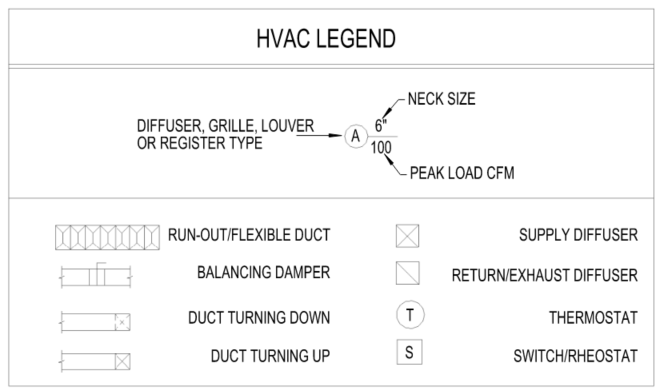 HVAC LEGEND
NECK SIZE
DIFFUSER, GRILLE, LOUVER
OR REGISTER TYPE
A
6"
100
PEAK LOAD CFM
RUN-OUT/FLEXIBLE DUCT
SUPPLY DIFFUSER
BALANCING DAMPER
RETURN/EXHAUST DIFFUSER
DUCT TURNING DOWN
T
THERMOSTAT
DUCT TURNING UP
S
SWITCH/RHEOSTAT